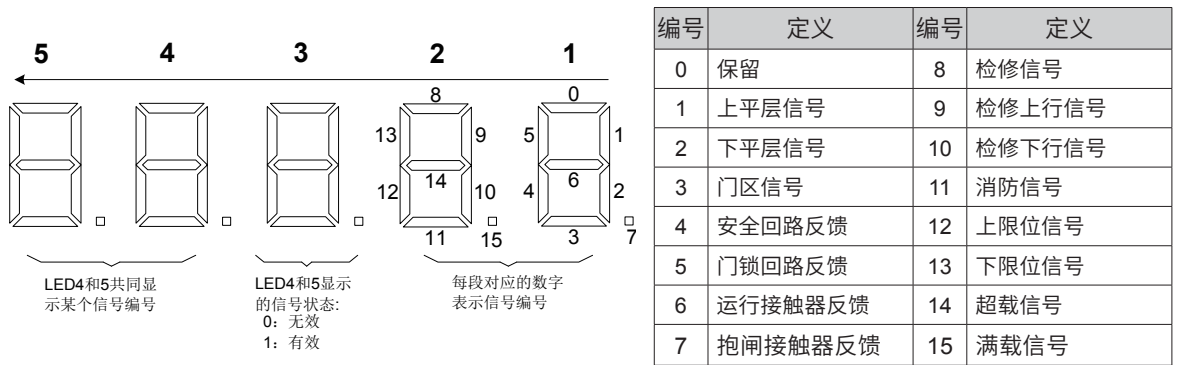 5 4 3 2 1
8 0
13 9 5 1
14 6
12 10 4 2
11 15 3 7
LED4和5共同显
示某个信号编号
LED4和5显示
的信号状态:
0：无效
1：有效
每段对应的数字
表示信号编号
编号 定义 编号 定义
0 保留 8 检修信号
1 上平层信号 9 检修上行信号
2 下平层信号 10 检修下行信号
3 门区信号 11 消防信号
4 安全回路反馈 12 上限位信号
5 门锁回路反馈 13 下限位信号
6 运行接触器反馈 14 超载信号
7 抱闸接触器反馈 15 满载信号